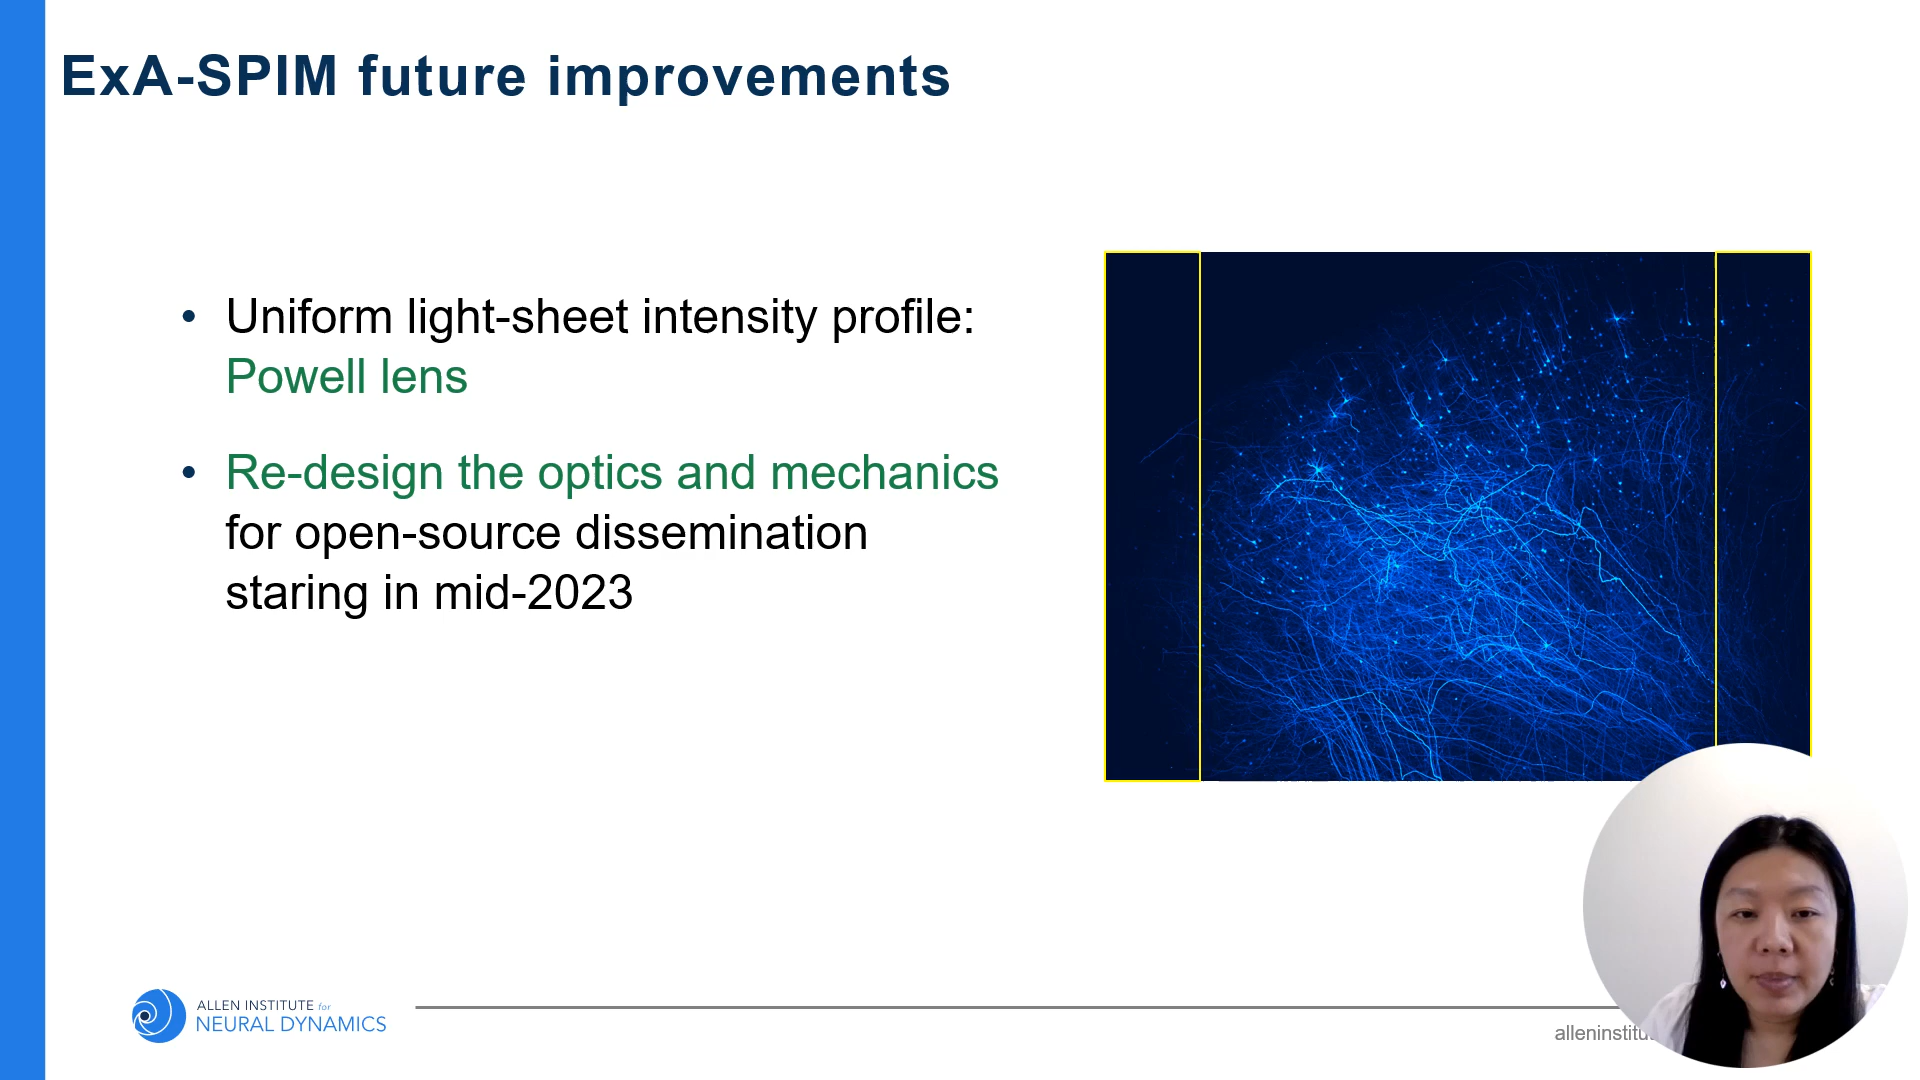 ExA-SPIM future improvements
• Uniform light-sheet intensity profile:
Powell lens
• Re-design the optics and mechanics
for open-source dissemination
staring in mid-2023
ALLEN INSTITUTE for
NEURAL DYNAMICS